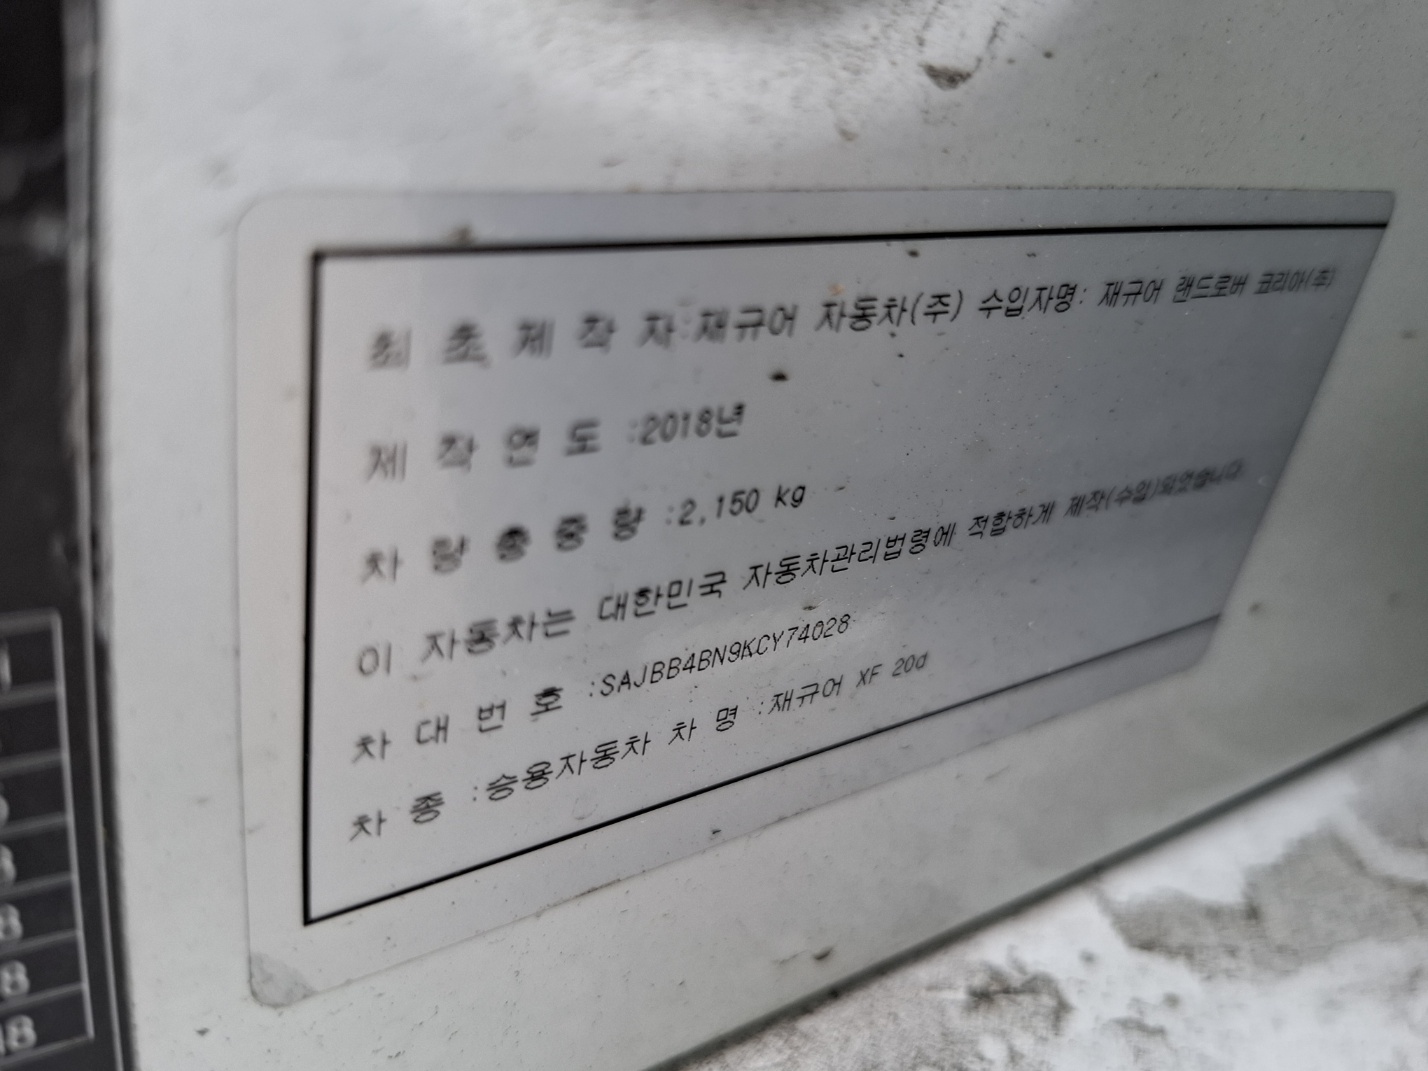 최 초 제 작 자:재규어 자동차(주) 수입자명: 재규어 랜드로버 코리아(주)
제 작 연 도 :2018년
차 량 총 중 량 :2,150 kg
이 자동차는 대한민국 자동차관리법령에 적합하게 제작(수입)되었습니다.
차 대 번 호 :SAJBB4BN9KCY74028
차 종 :승용자동차 차 명 :재규어 XF 20d
8
8
18